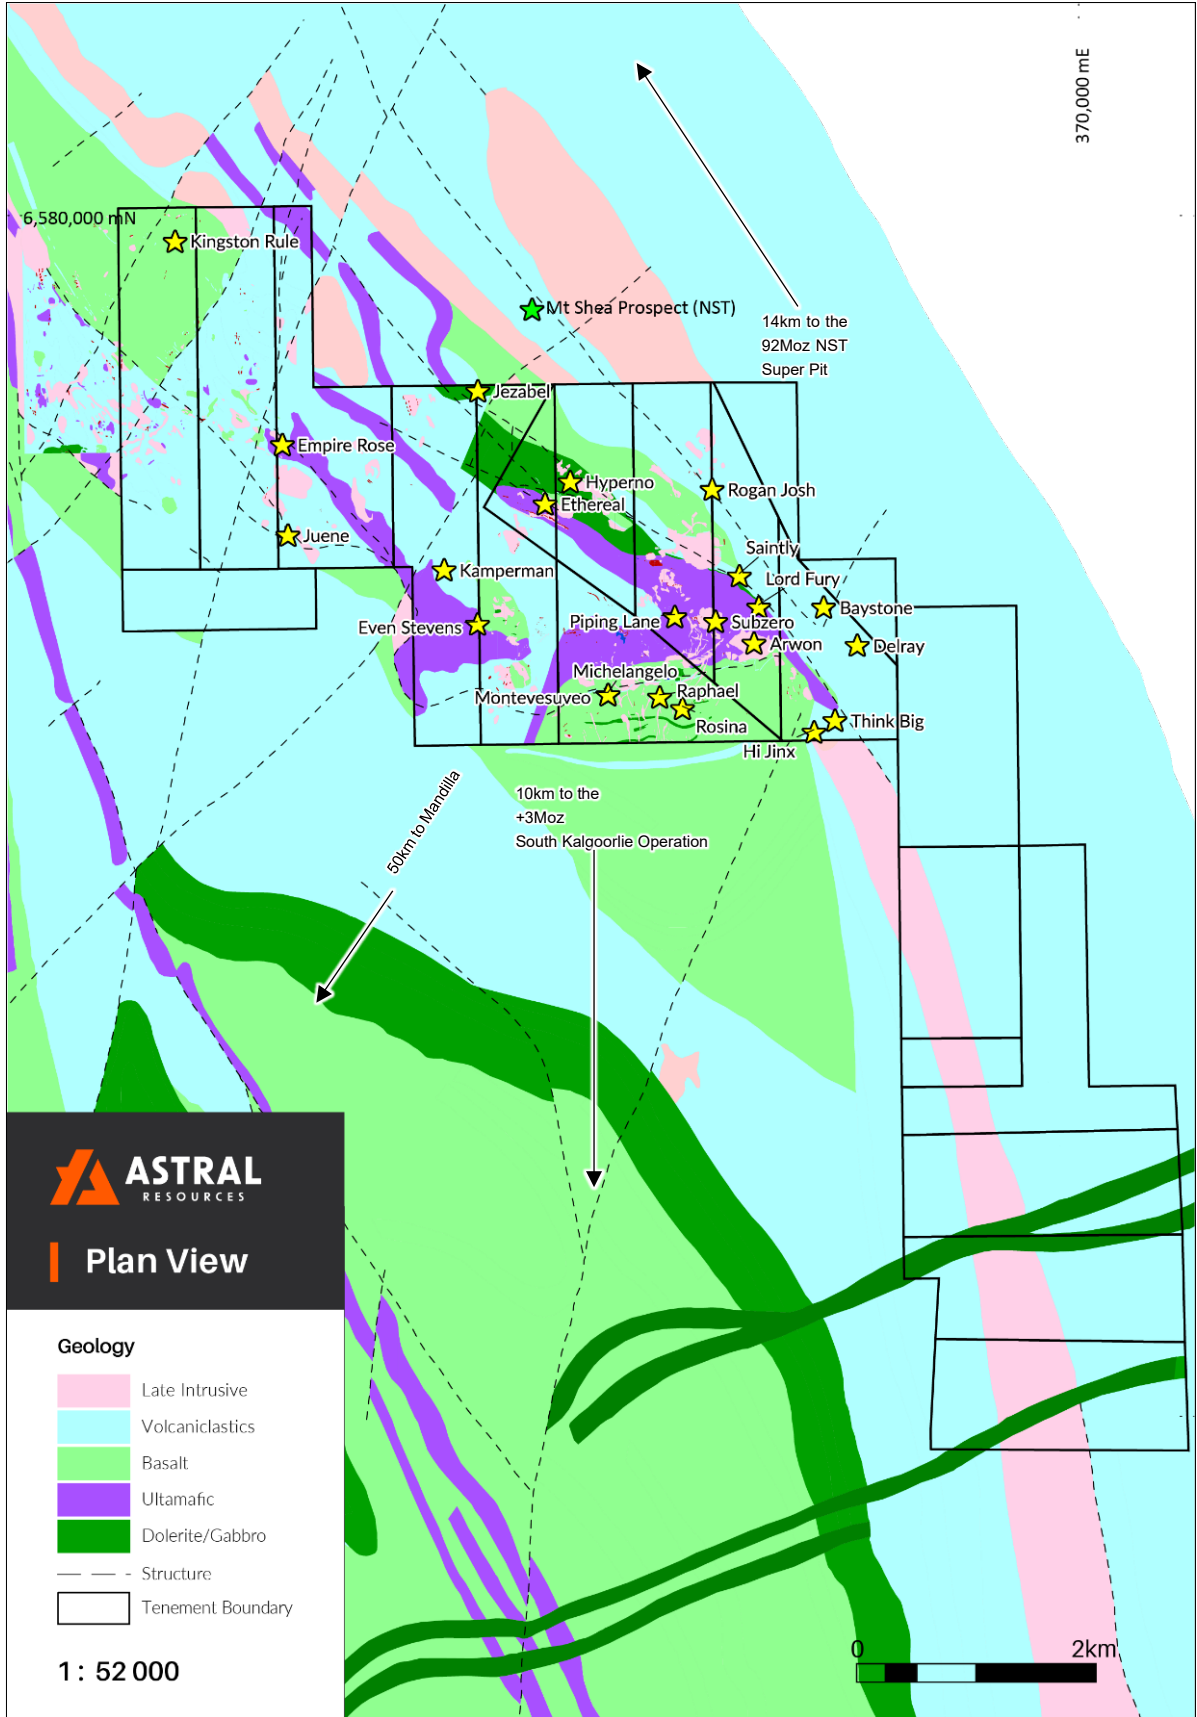 370,000 mE
6,580,000 mN
Kingston Rule
Mt Shea Prospect (NST)
14km to the
92Moz NST
Super Pit
Jezabel
Empire Rose
Hyperno
Rogan Josh
Ethereal
Juene
Saintly
Kamperman
Lord Fury
Baystone
Piping Lane
Subzero
Even Stevens
Arwon
Delray
Michelangelo
Montevesuveo
Raphael
Rosina
Think Big
Hi Jinx
50km to Mandilla
10km to the
+3Moz
South Kalgoorlie Operation
ASTRAL
RESOURCES
Plan View
Geology
Late Intrusive
Volcaniclastics
Basalt
Ultamafic
Dolerite/Gabbro
Structure
Tenement Boundary
1 : 52 000
0 2km